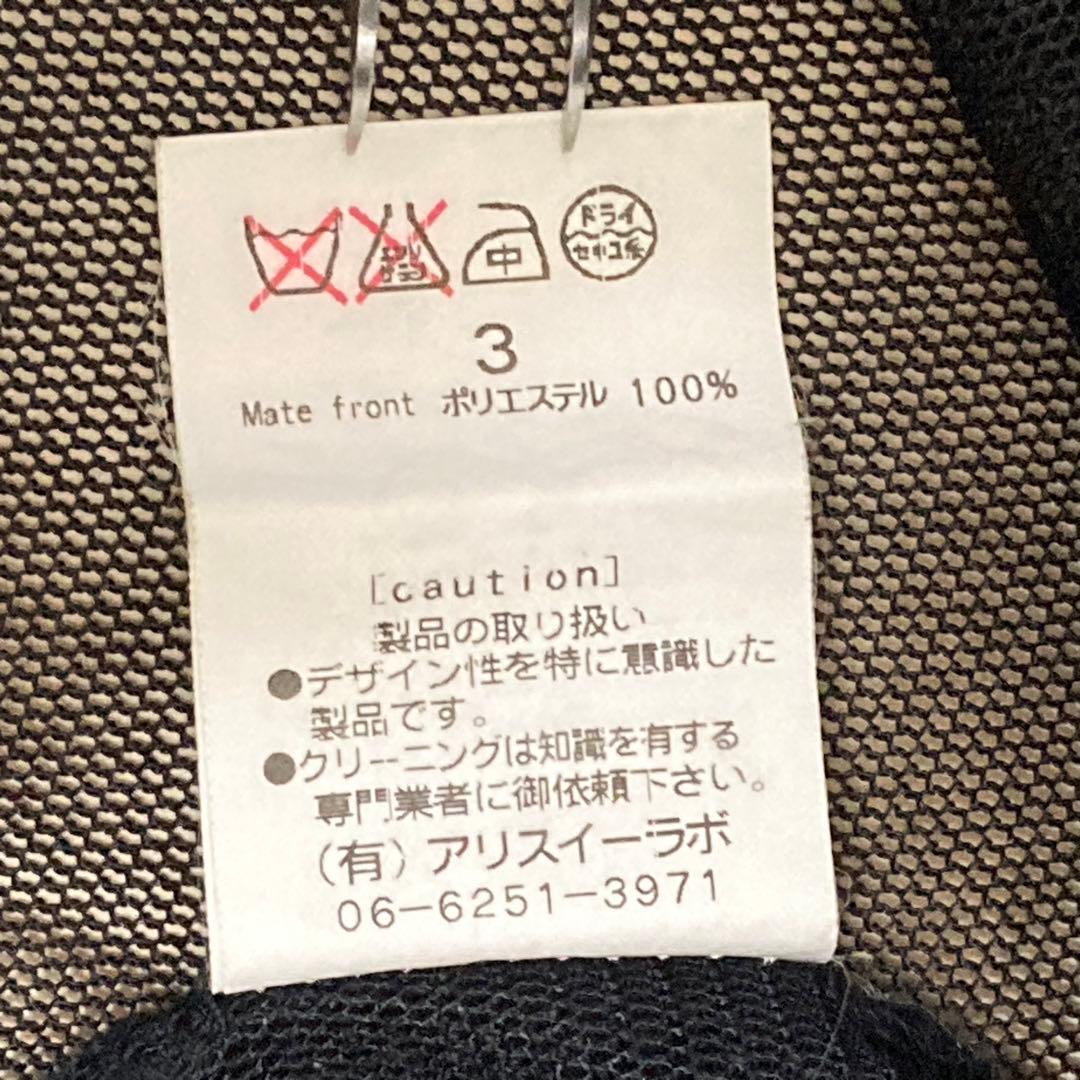 中 ドライ セキユ系
3
Mate front ポリエステル 100%
[caution]
製品の取り扱い
●デザイン性を特に意識した
製品です。
●クリーニングは知識を有する
専門業者に御依頼下さい。
(有) アリスイーラボ
06-6251-3971